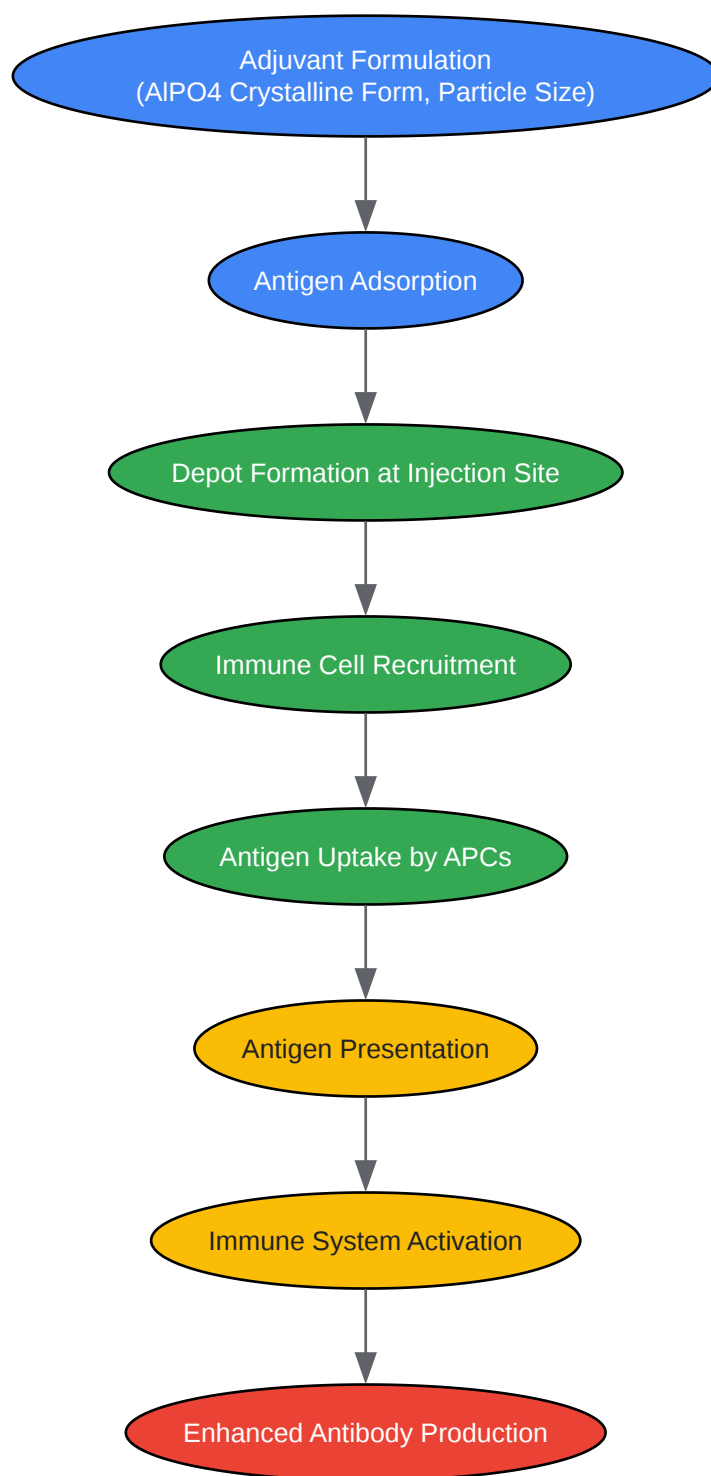 Adjuvant Formulation
(AlPO4 Crystalline Form, Particle Size)
Antigen Adsorption
Depot Formation at Injection Site
Immune Cell Recruitment
Antigen Uptake by APCs
Antigen Presentation
Immune System Activation
Enhanced Antibody Production